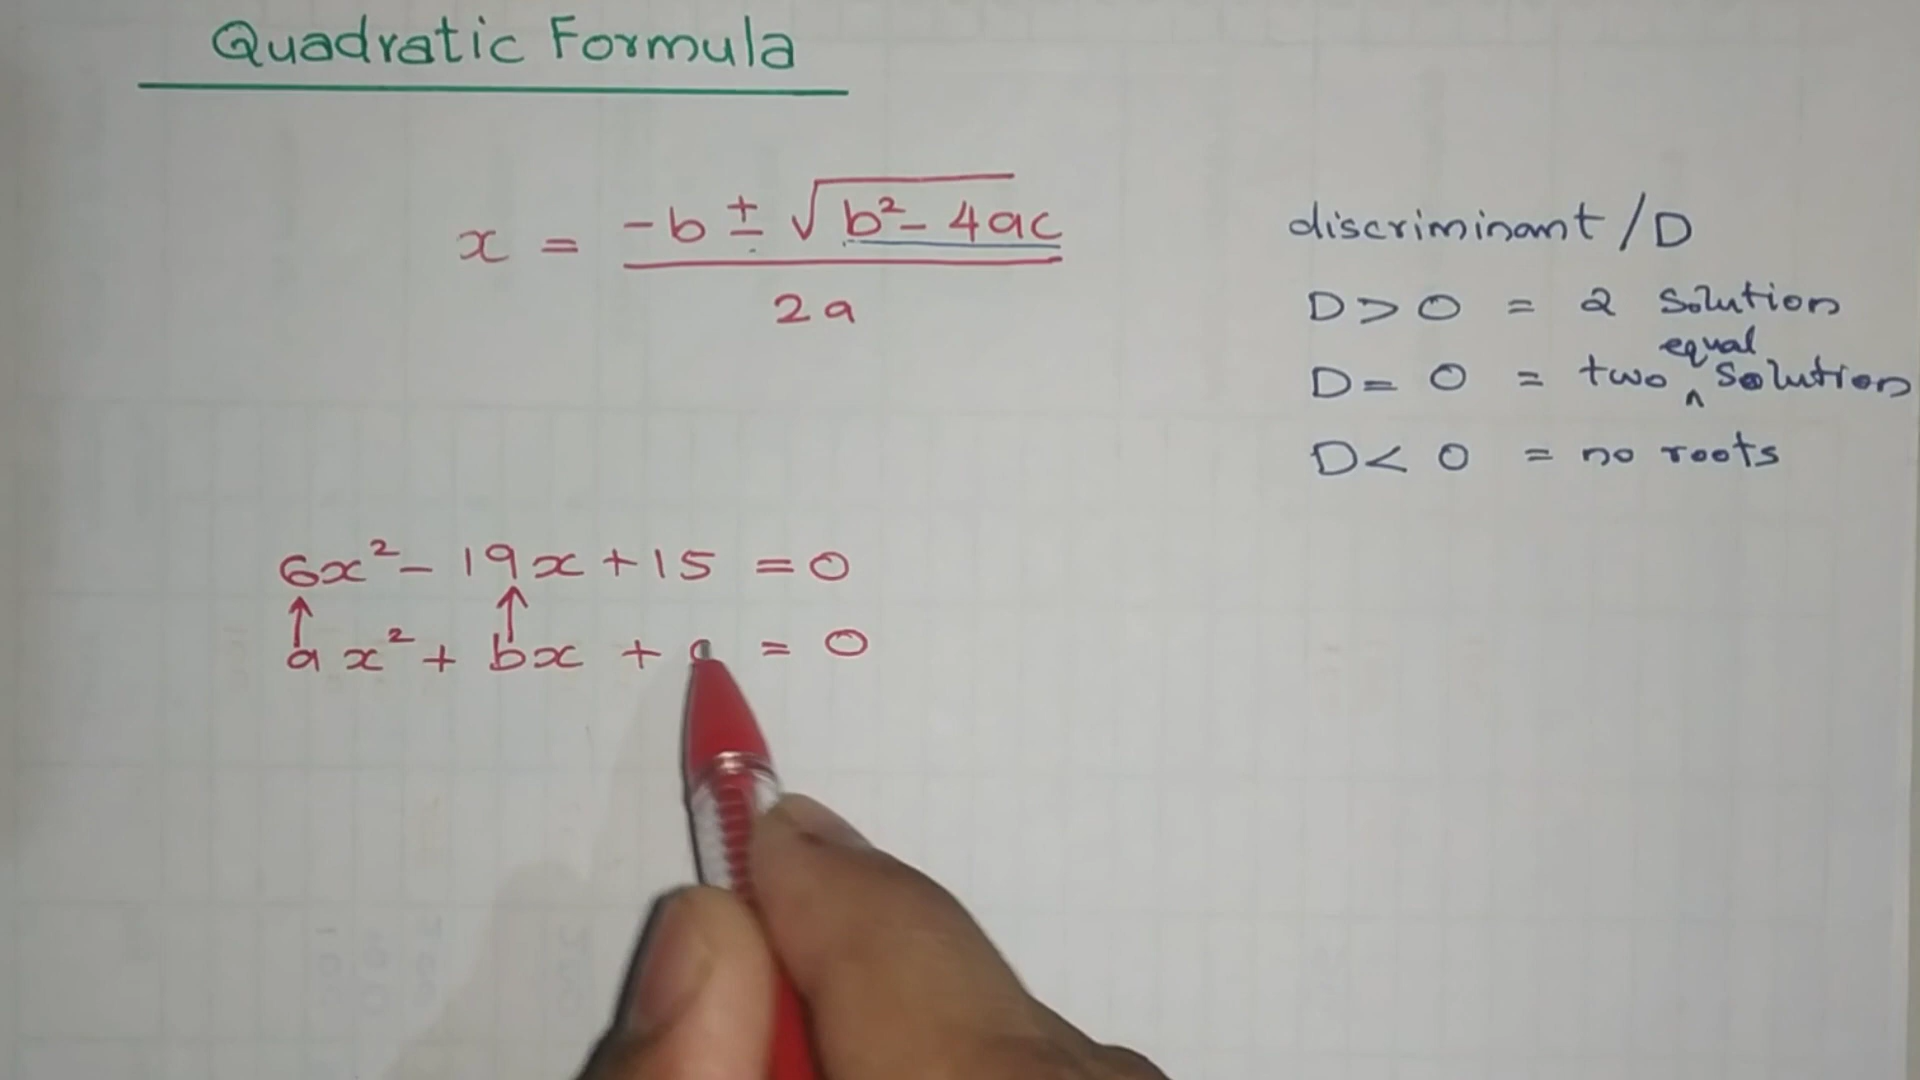 Quadratic Formula
x = -b ± √b² - 4ac / 2a
discriminant / D
D > 0 = 2 Solution
D = 0 = two equal Solution
D < 0 = no roots
6x² - 19x + 15 = 0
ax² + bx + c = 0